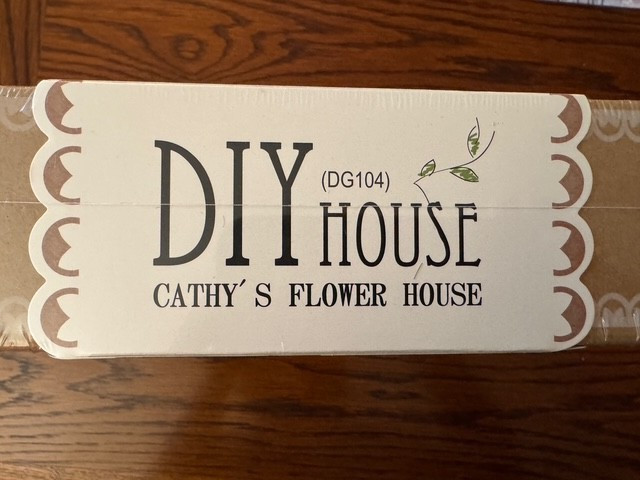 DIY (DG104) HOUSE
CATHY´S FLOWER HOUSE